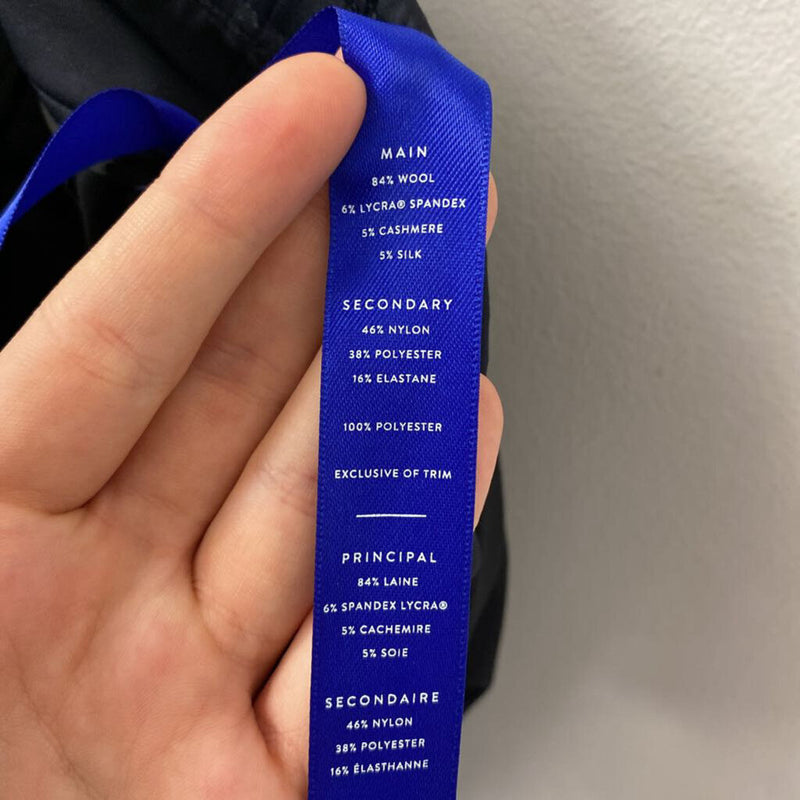 MAIN
84% WOOL
6% LYCRA® SPANDEX
5% CASHMERE
5% SILK
SECONDARY
46% NYLON
38% POLYESTER
16% ELASTANE
100% POLYESTER
EXCLUSIVE OF TRIM
PRINCIPAL
84% LAINE
6% SPANDEX LYCRA®
5% CACHEMIRE
5% SOIE
SECONDAIRE
46% NYLON
38% POLYESTER
16% ÉLASTHANNE